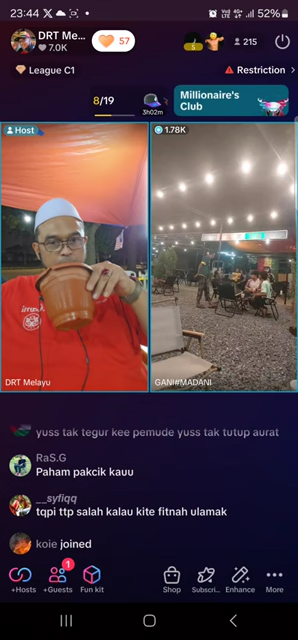 23:44
52%
DRT Me...
7.0K
57
215
League C1
Restriction
8/19
3h02m
Millionaire's
Club
Host
1.78K
DRT Melayu
GANI#MADANI
yuss tak tegur kee pemude yuss tak tutup aurat
RaS.G
Paham pakcik kauu
__syfiqq
tqpi ttp salah kalau kite fitnah ulamak
koie joined
1
+Hosts
+Guests
Fun kit
Shop
Subscri...
Enhance
More